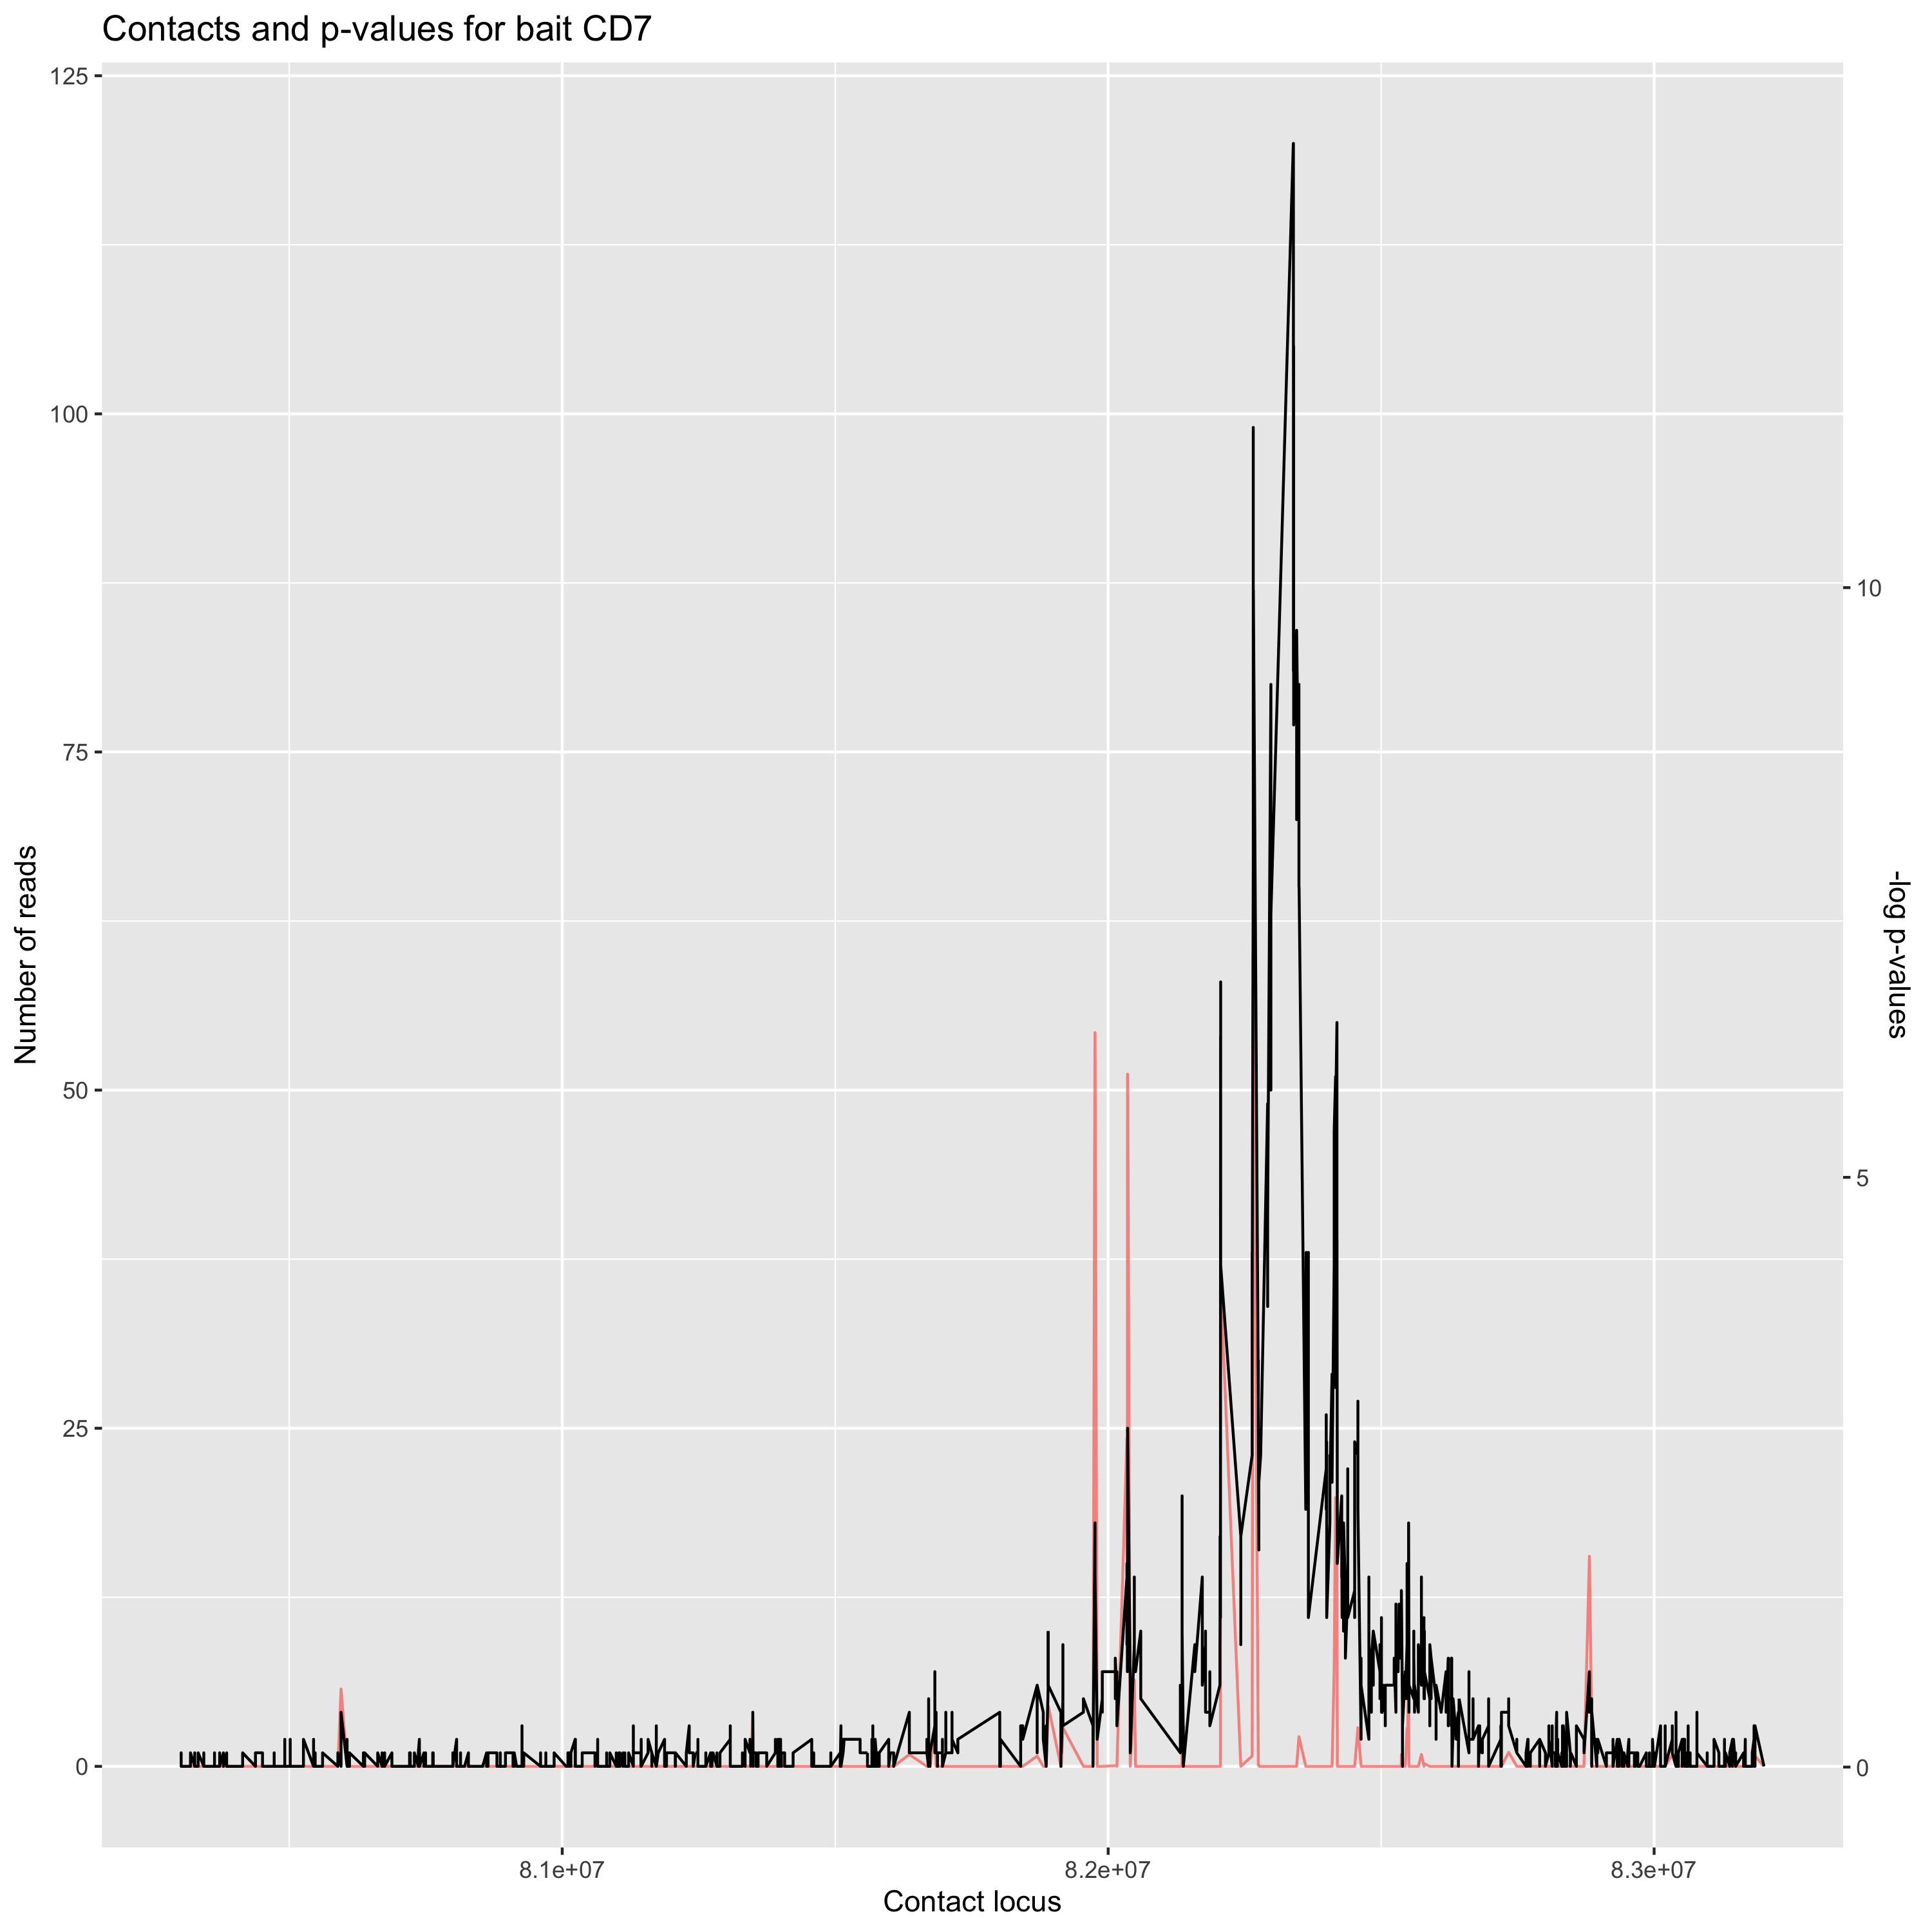 Contacts and p-values for bait CD7
125
100
75
50
25
0
Number of reads
10
5
0
-log p-values
8.1e+07
8.2e+07
8.3e+07
Contact locus